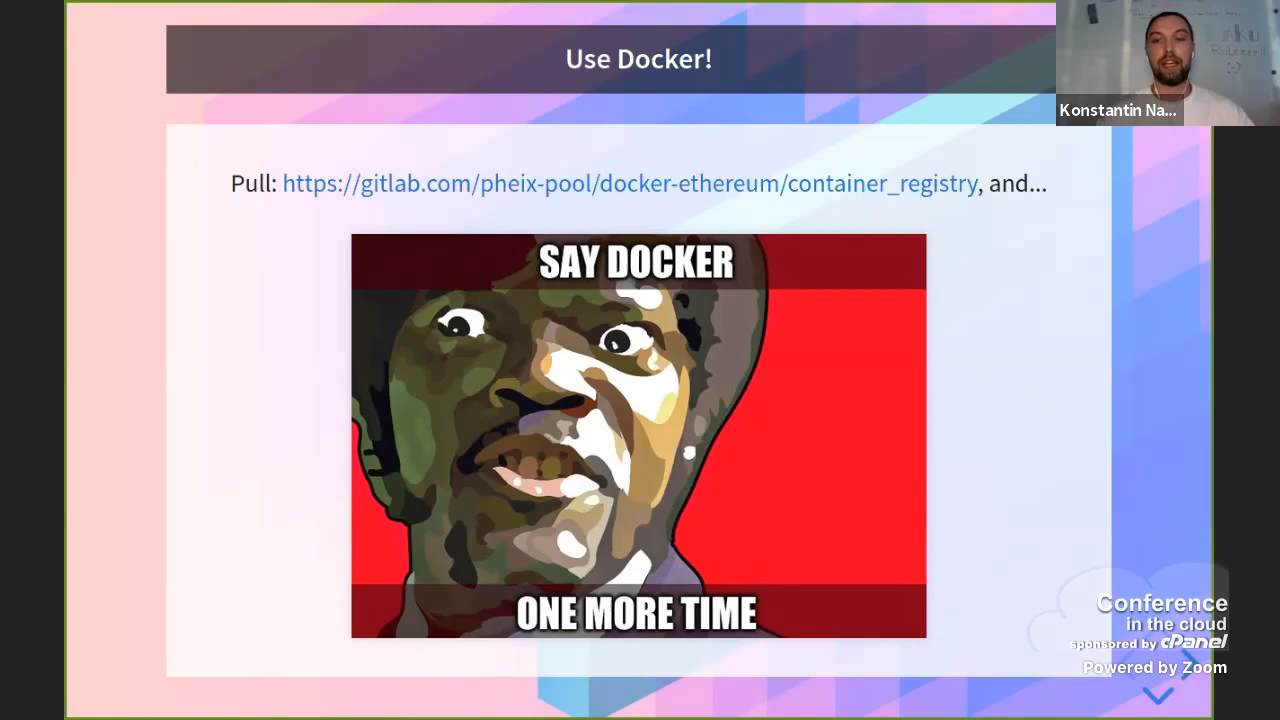 Use Docker!
Konstantin Na...
Pull: https://gitlab.com/pheix-pool/docker-ethereum/container_registry, and...
SAY DOCKER
ONE MORE TIME
Conference
in the cloud
sponsored by cPanel
Powered by Zoom